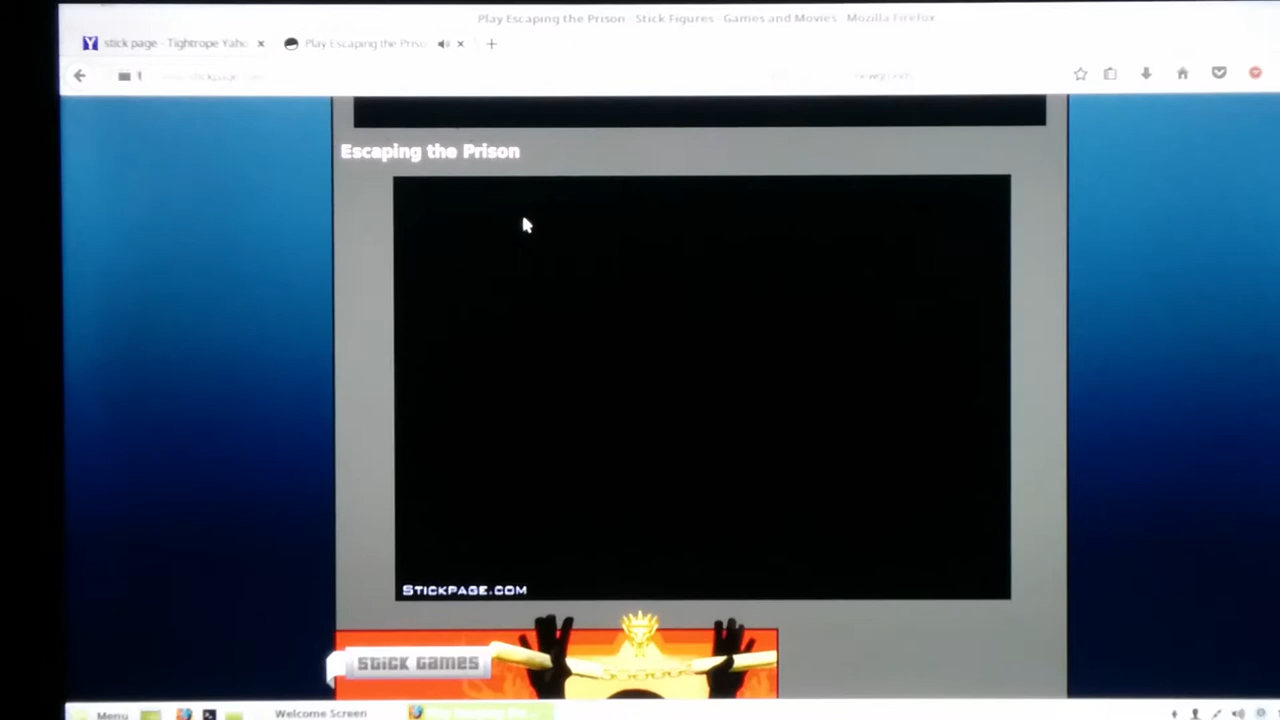 Play Escaping the Prison - Stick Figures - Games and Movies - Mozilla Firefox
stick page - Tightrope Yaho
Play Escaping the Priso
Escaping the Prison
STICKPAGE.COM
STICK GAMES
Menu
Welcome Screen